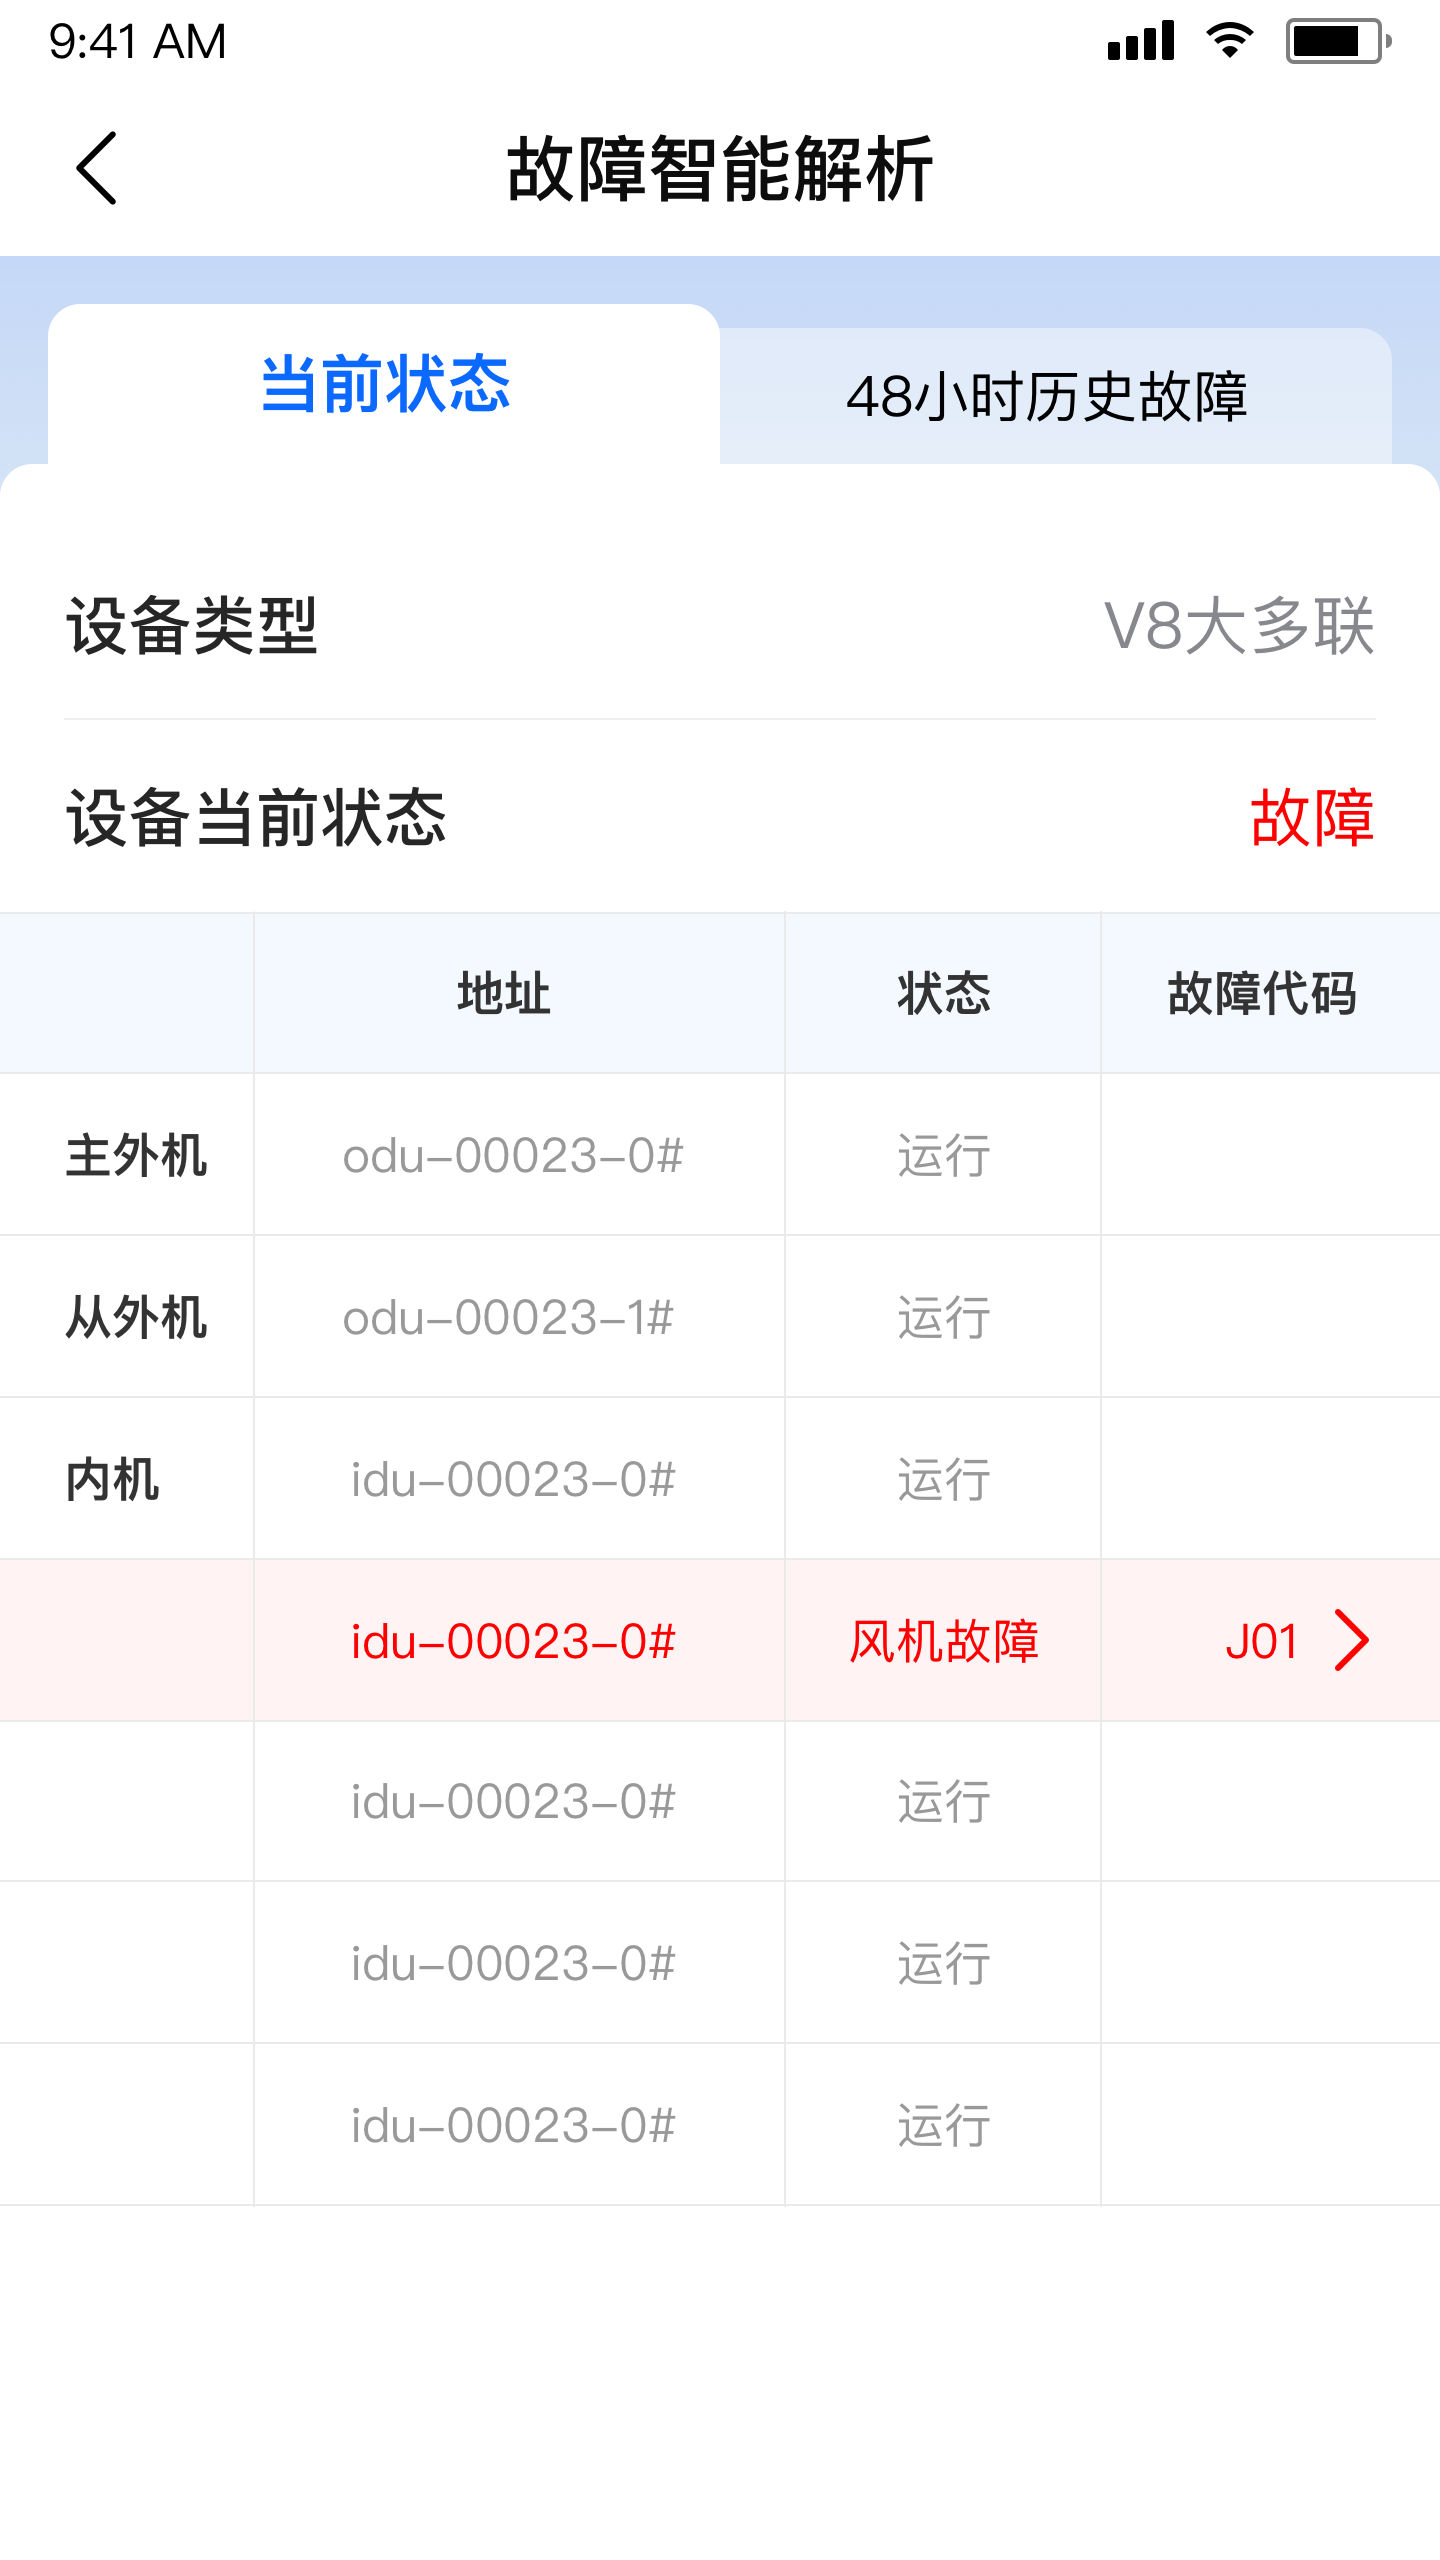 9:41 AM
故障智能解析
当前状态
48小时历史故障
设备类型 V8大多联
设备当前状态 故障
地址 状态 故障代码
主外机 odu-00023-0# 运行
从外机 odu-00023-1# 运行
内机 idu-00023-0# 运行
idu-00023-0# 风机故障 J01
idu-00023-0# 运行
idu-00023-0# 运行
idu-00023-0# 运行